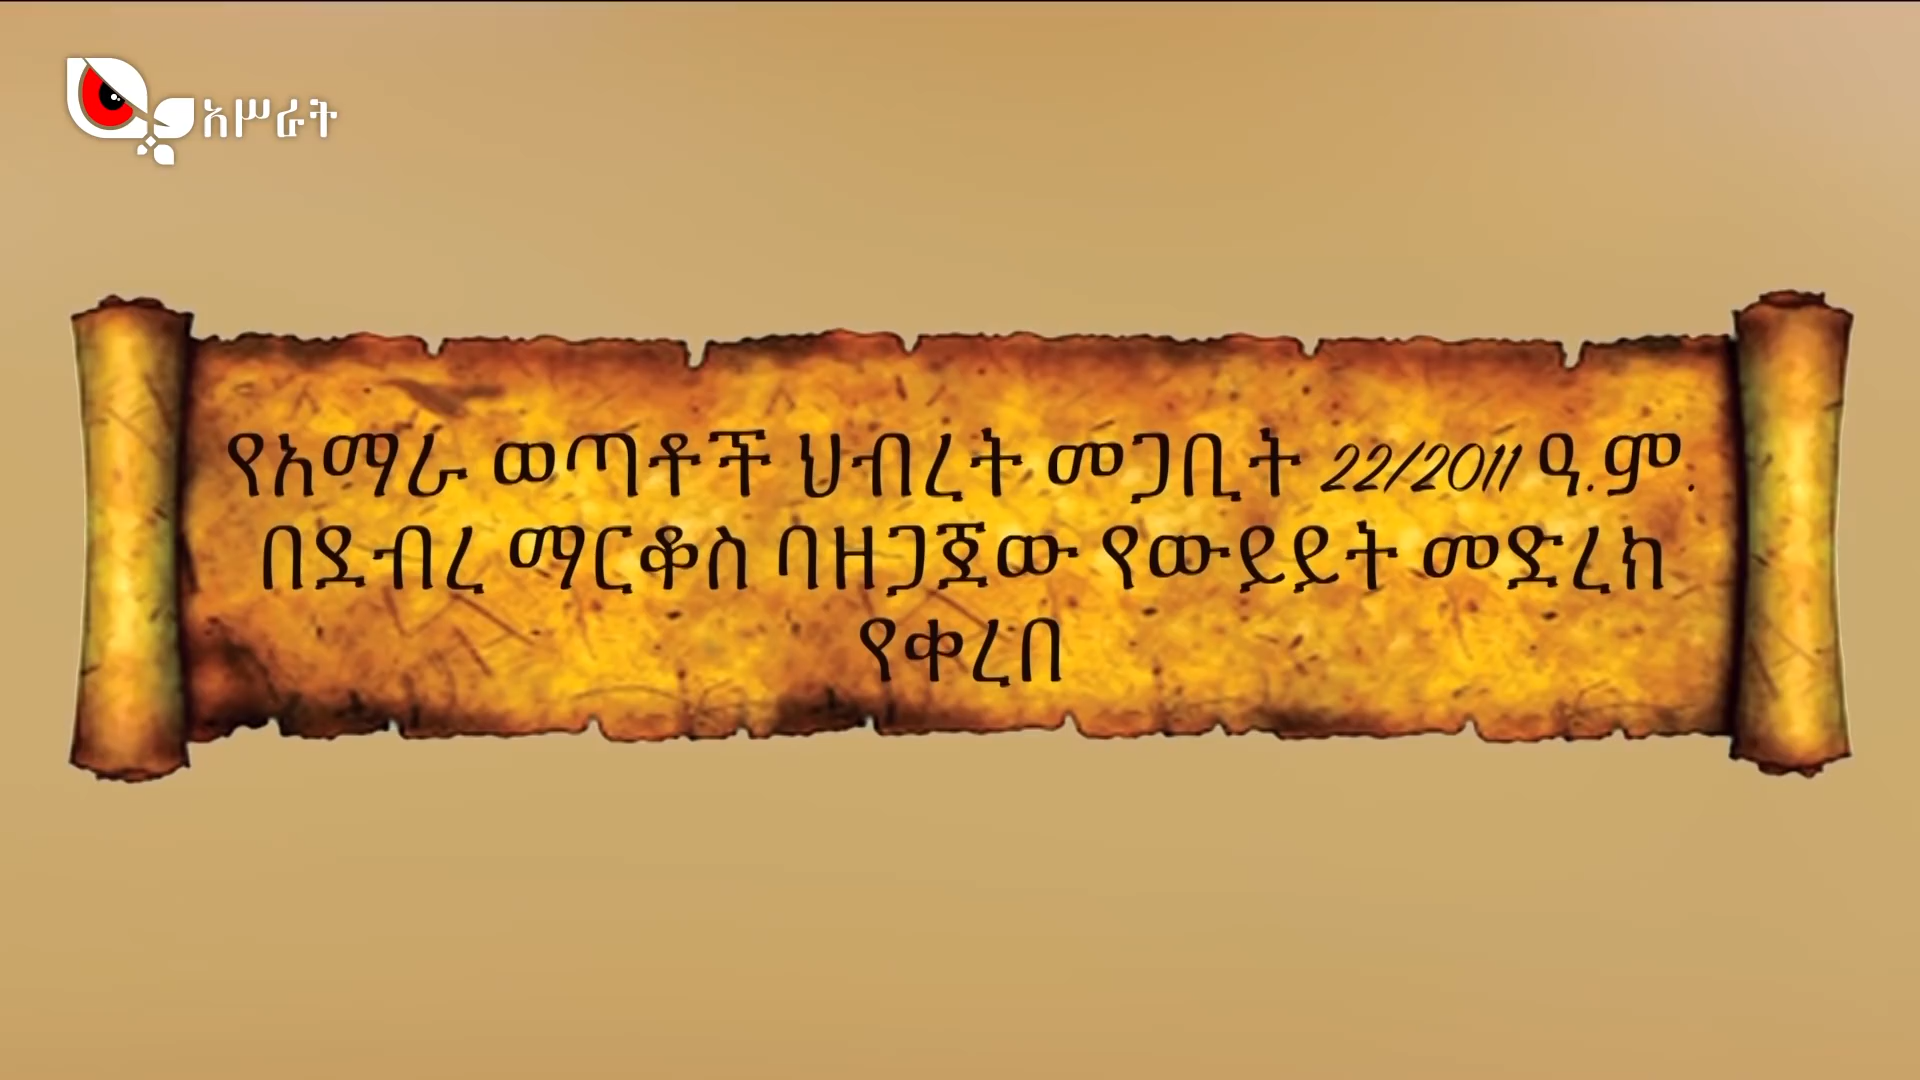 አሥራት
የአማራ ወጣቶች ህብረት መጋቢት 22/2011 ዓ.ም.
በደብረ ማርቆስ ባዘጋጀው የውይይት መድረክ
የቀረበ